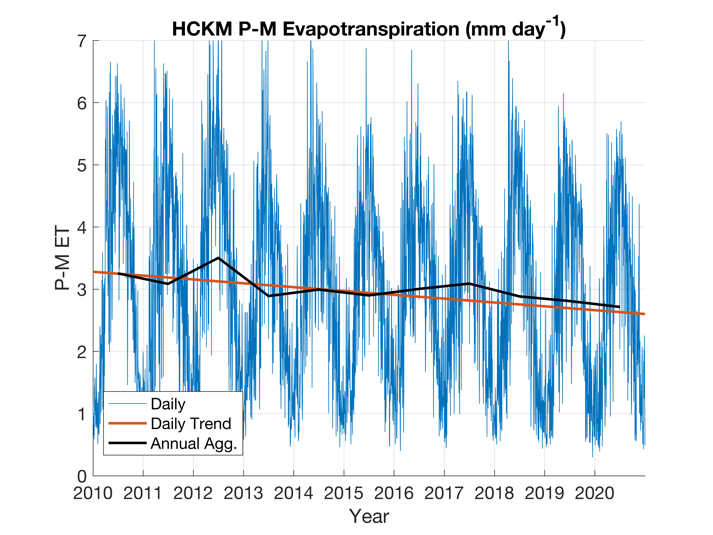 HCKM P-M Evapotranspiration (mm day-1)
7
6
5
4
3
2
1
0
P-M ET
Daily
Daily Trend
Annual Agg.
2010 2011 2012 2013 2014 2015 2016 2017 2018 2019 2020
Year